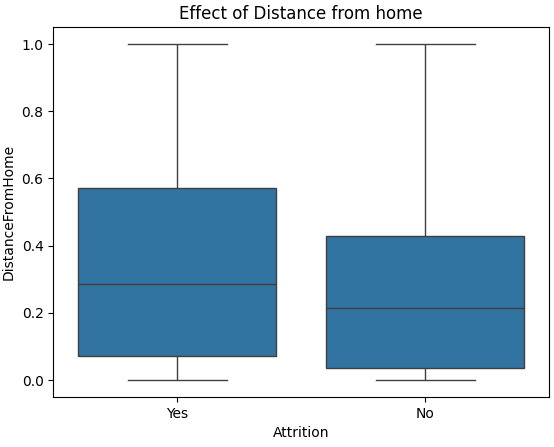 Effect of Distance from home
1.0
0.8
0.6
0.4
0.2
0.0
DistanceFromHome
Yes
No
Attrition